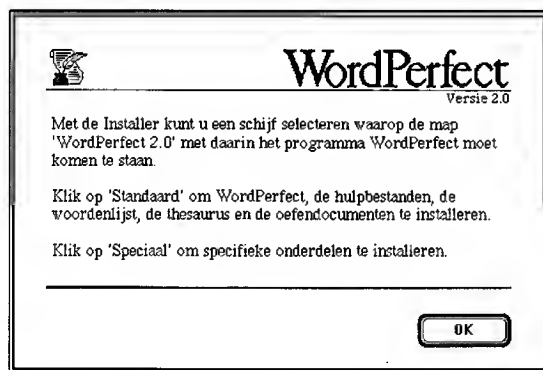 WordPerfect
Versie 2.0
Met de Installer kunt u een schijf selecteren waarop de map
'WordPerfect 2.0' met daarin het programma WordPerfect moet
komen te staan.
Klik op 'Standaard' om WordPerfect, de hulpbestanden, de
woordenlijst, de thesaurus en de oefendocumenten te installeren.
Klik op 'Speciaal' om specifieke onderdelen te installeren.
OK